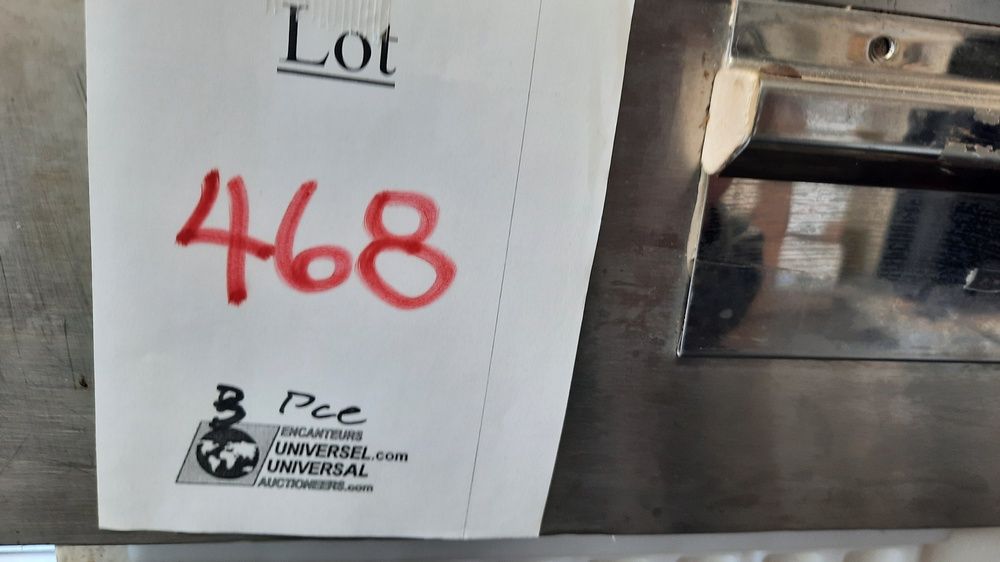 Lot
468
3 Pce
ENCANTEURS
UNIVERSEL.com
UNIVERSAL
AUCTIONEERS.com